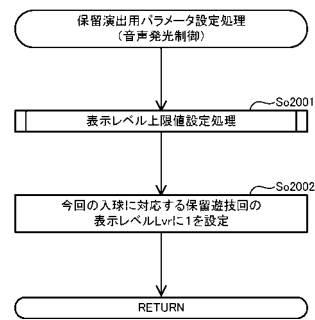 保留演出用パラメータ設定処理
(音声発光制御)
So2001
表示レベル上限値設定処理
So2002
今回の入球に対応する保留遊技回の
表示レベルLvrに1を設定
RETURN